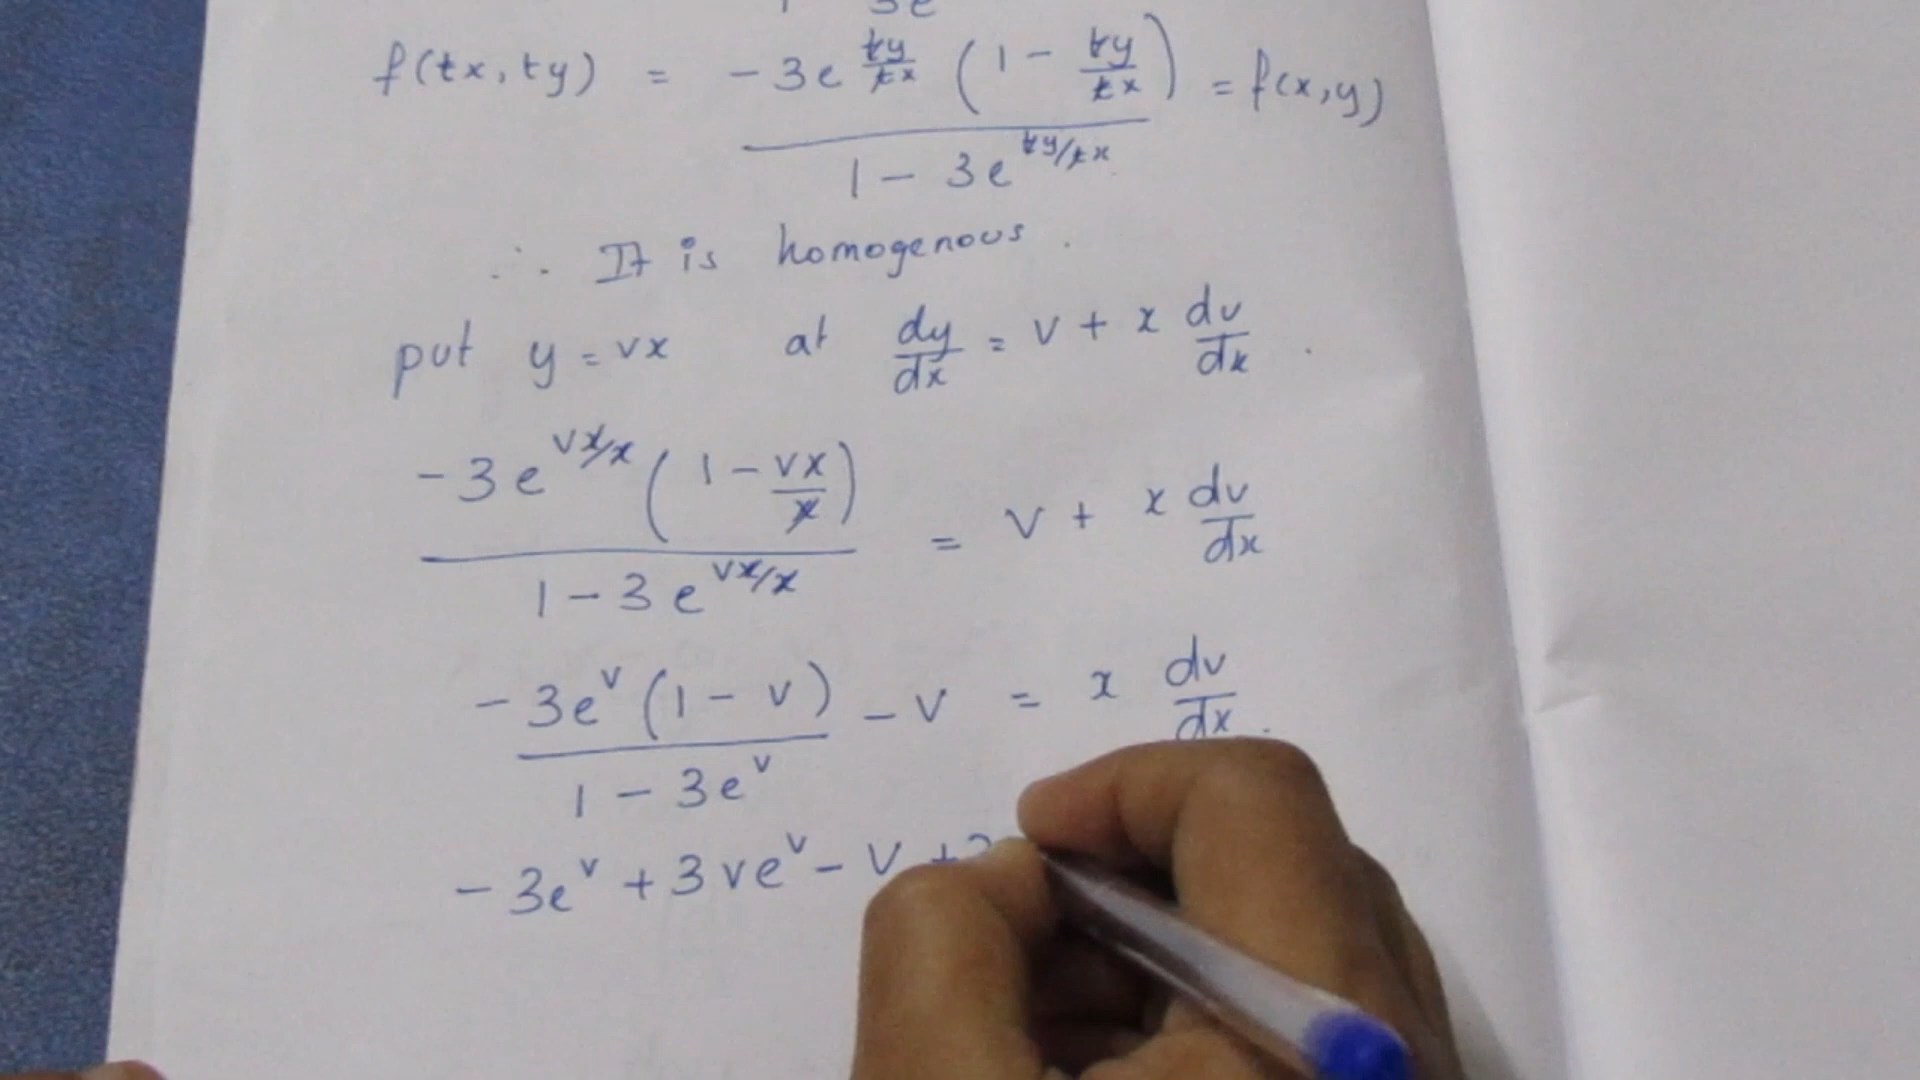 3e
f(tx, ty) = -3e^{ty/tx} (1 - ty/tx) / 1 - 3e^{ty/tx} = f(x,y)
∴ It is homogenous.
put y = vx at dy/dx = v + x dv/dx.
-3e^{vx/x} (1 - vx/x) / 1 - 3e^{vx/x} = v + x dv/dx
-3e^v (1 - v) / 1 - 3e^v - v = x dv/dx.
-3e^v + 3ve^v - v +